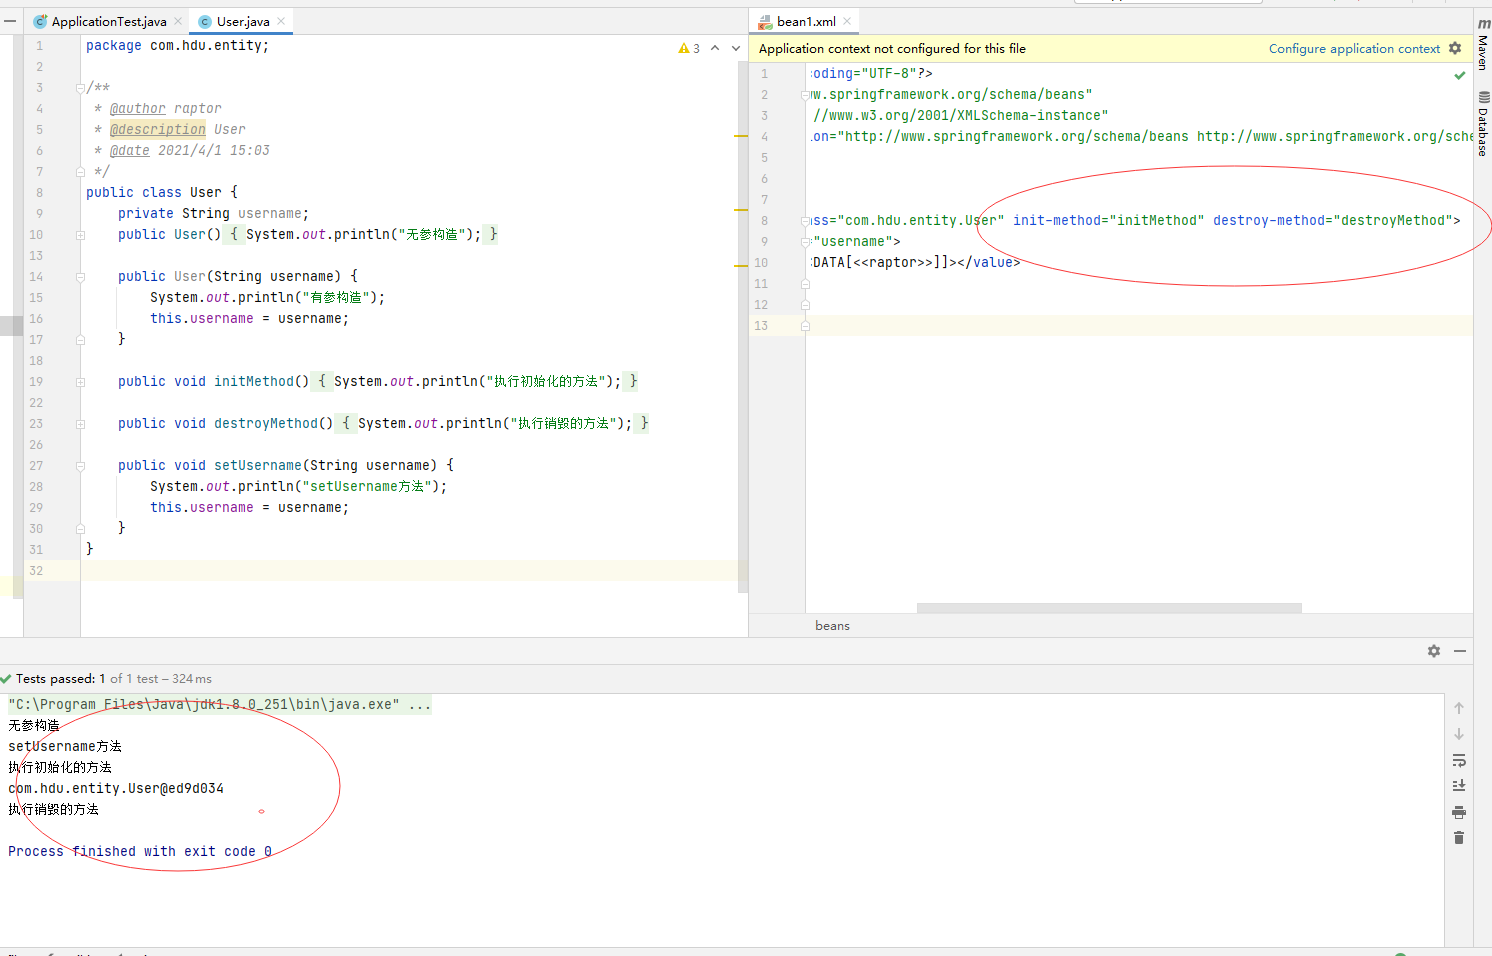 ApplicationTest.java
User.java
bean1.xml
1 package com.hdu.entity;
3
2
3 /**
4 * @author raptor
5 * @description User
6 * @date 2021/4/1 15:03
7 */
8 public class User {
9 private String username;
10 public User() { System.out.println("无参构造"); }
13
14 public User(String username) {
15 System.out.println("有参构造");
16 this.username = username;
17 }
18
19 public void initMethod() { System.out.println("执行初始化的方法"); }
22
23 public void destroyMethod() { System.out.println("执行销毁的方法"); }
26
27 public void setUsername(String username) {
28 System.out.println("setUsername方法");
29 this.username = username;
30 }
31 }
32
Application context not configured for this file
Configure application context
1 coding="UTF-8"?>
2 ww.springframework.org/schema/beans"
3 //www.w3.org/2001/XMLSchema-instance"
4 ion="http://www.springframework.org/schema/beans http://www.springframework.org/sche
5
6
7
8 ass="com.hdu.entity.User" init-method="initMethod" destroy-method="destroyMethod">
9 ="username">
10 CDATA[<<raptor>>]]></value>
11
12
13
beans
m
Maven
Database
Tests passed: 1 of 1 test – 324 ms
"C:\Program Files\Java\jdk1.8.0_251\bin\java.exe" ...
无参构造
setUsername方法
执行初始化的方法
com.hdu.entity.User@ed9d034
执行销毁的方法
Process finished with exit code 0